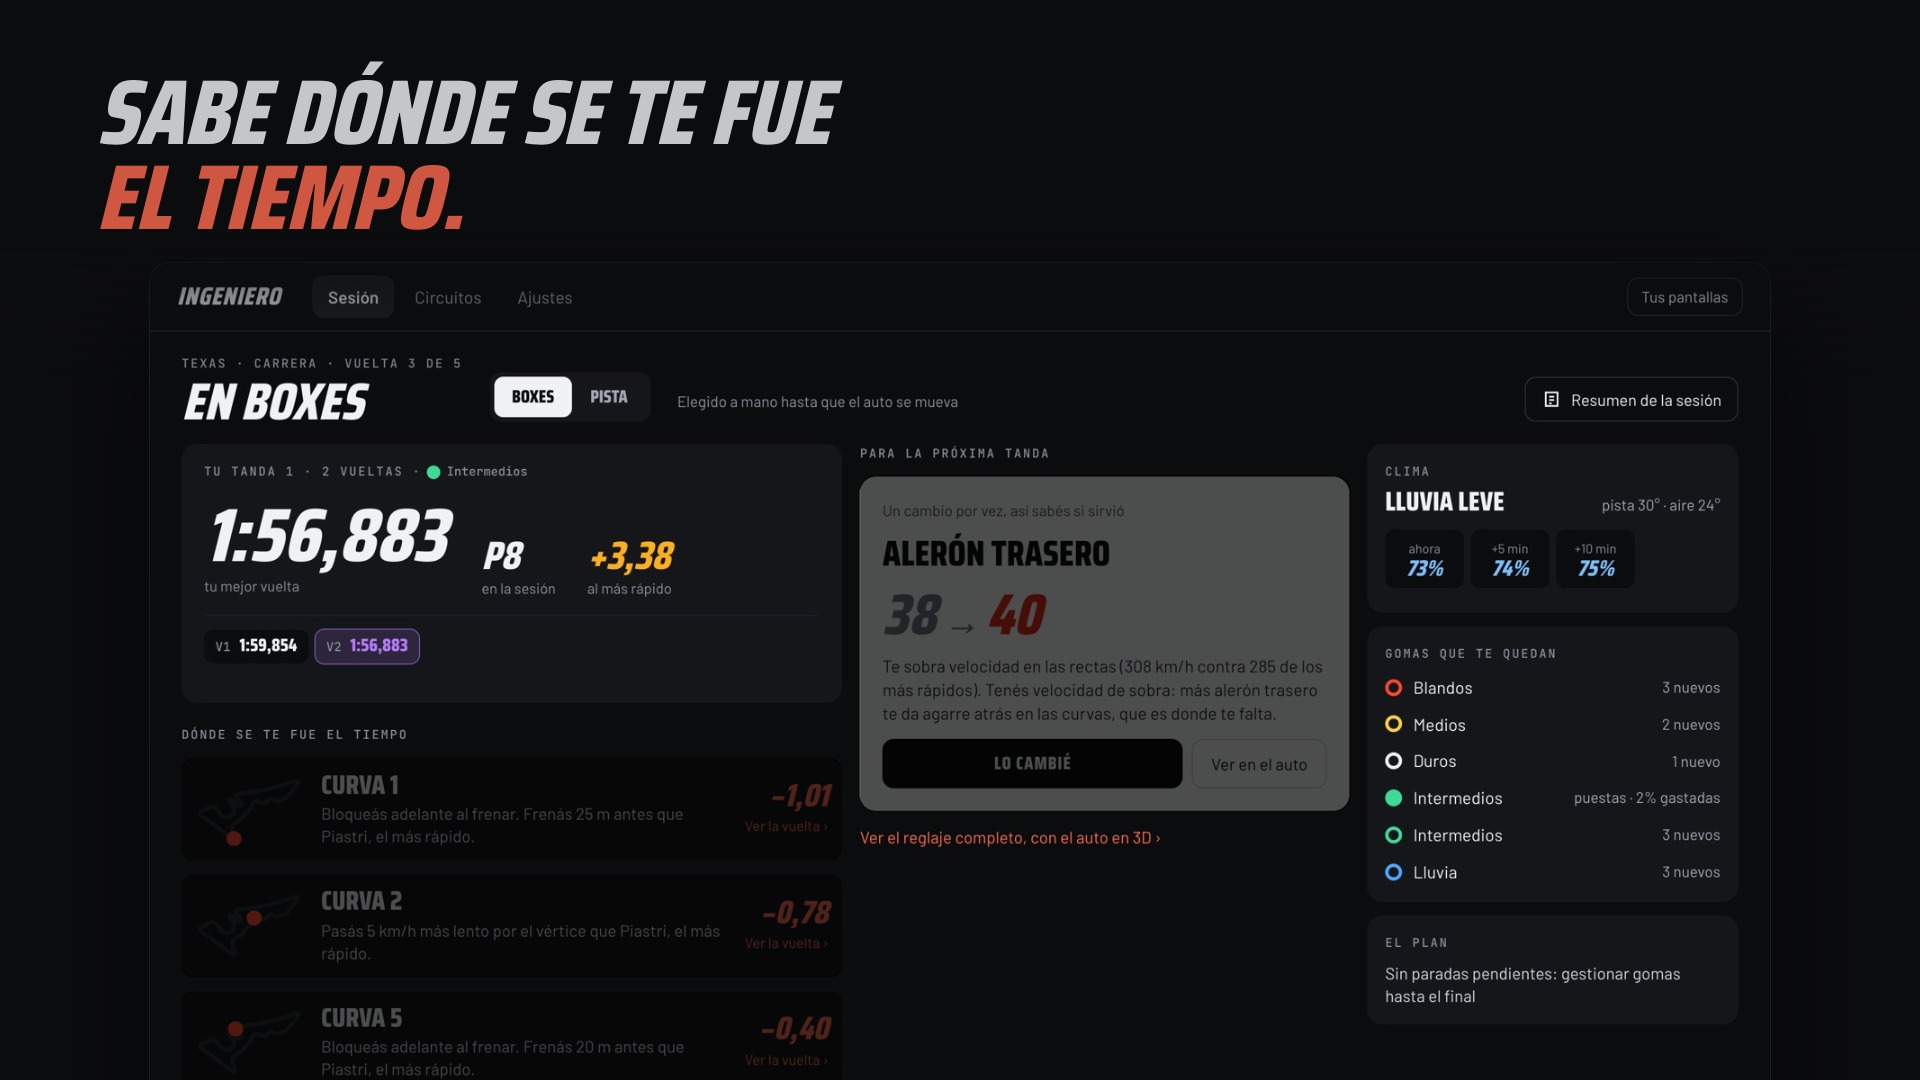 SABE DÓNDE SE TE FUE
EL TIEMPO.
INGENIERO
Sesión
Circuitos
Ajustes
Tus pantallas
TEXAS · CARRERA · VUELTA 3 DE 5
EN BOXES
BOXES
PISTA
Elegido a mano hasta que el auto se mueva
Resumen de la sesión
TU TANDA 1 · 2 VUELTAS · Intermedios
1:56,883
tu mejor vuelta
P8
en la sesión
+3,38
al más rápido
V1 1:59,854
V2 1:56,883
DÓNDE SE TE FUE EL TIEMPO
CURVA 1
Bloqueás adelante al frenar. Frenás 25 m antes que
Piastri, el más rápido.
-1,01
Ver la vuelta ›
CURVA 2
Pasás 5 km/h más lento por el vértice que Piastri, el más
rápido.
-0,78
Ver la vuelta ›
CURVA 5
Bloqueás adelante al frenar. Frenás 20 m antes que
Piastri, el más rápido.
-0,40
Ver la vuelta ›
PARA LA PRÓXIMA TANDA
Un cambio por vez, así sabés si sirvió
ALERÓN TRASERO
38 → 40
Te sobra velocidad en las rectas (308 km/h contra 285 de los
más rápidos). Tenés velocidad de sobra: más alerón trasero
te da agarre atrás en las curvas, que es donde te falta.
LO CAMBIÉ
Ver en el auto
Ver el reglaje completo, con el auto en 3D ›
CLIMA
LLUVIA LEVE
pista 30° · aire 24°
ahora
73%
+5 min
74%
+10 min
75%
GOMAS QUE TE QUEDAN
Blandos 3 nuevos
Medios 2 nuevos
Duros 1 nuevo
Intermedios puestas · 2% gastadas
Intermedios 3 nuevos
Lluvia 3 nuevos
EL PLAN
Sin paradas pendientes: gestionar gomas
hasta el final